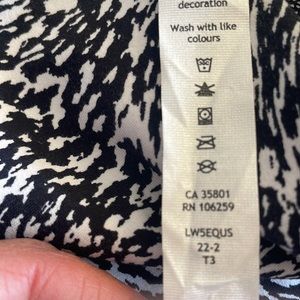 decoration
Wash with like
colours
CA 35801
RN 106259
LW5EQUS
22-2
T3